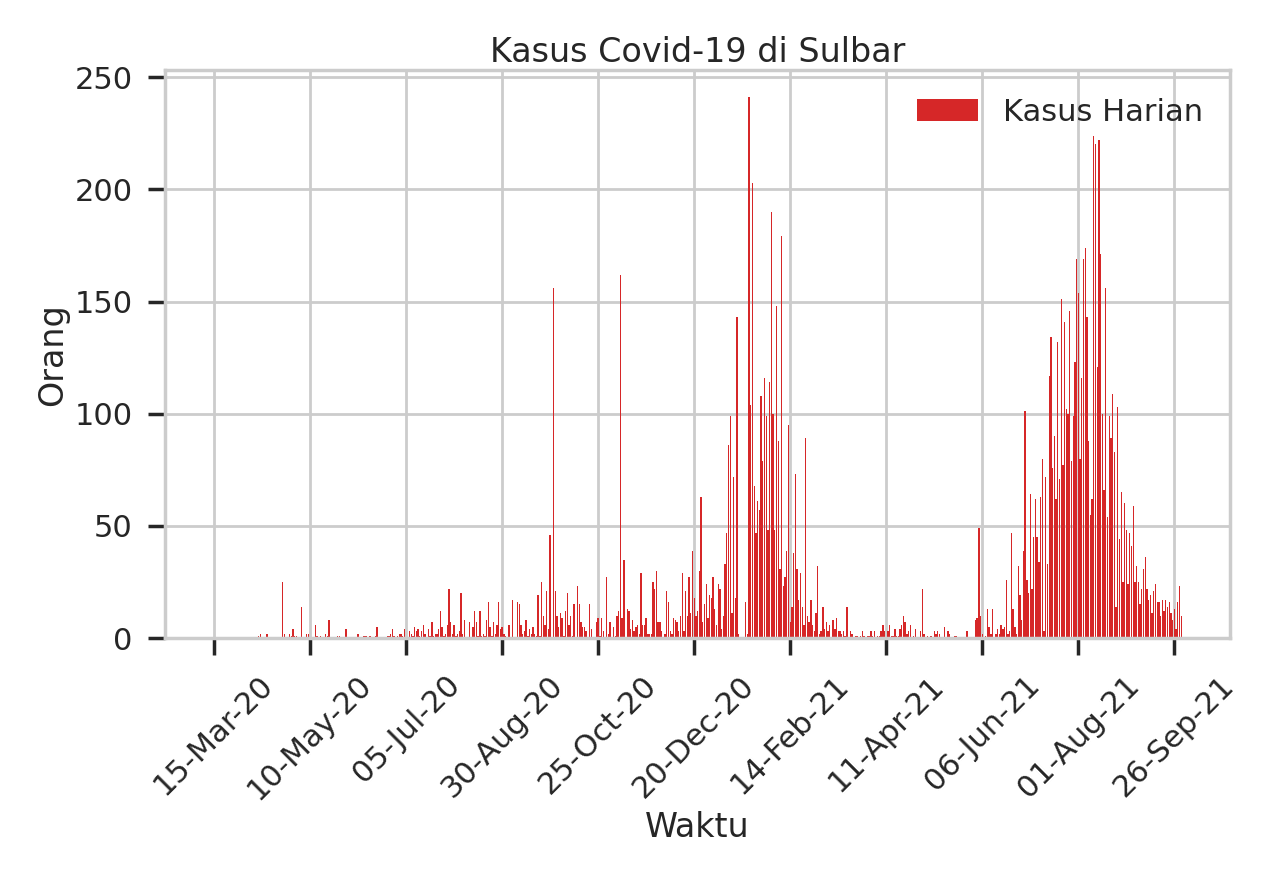 Kasus Covid-19 di Sulbar
Kasus Harian
Orang
250
200
150
100
50
0
15-Mar-20
10-May-20
05-Jul-20
30-Aug-20
25-Oct-20
20-Dec-20
14-Feb-21
11-Apr-21
06-Jun-21
01-Aug-21
26-Sep-21
Waktu